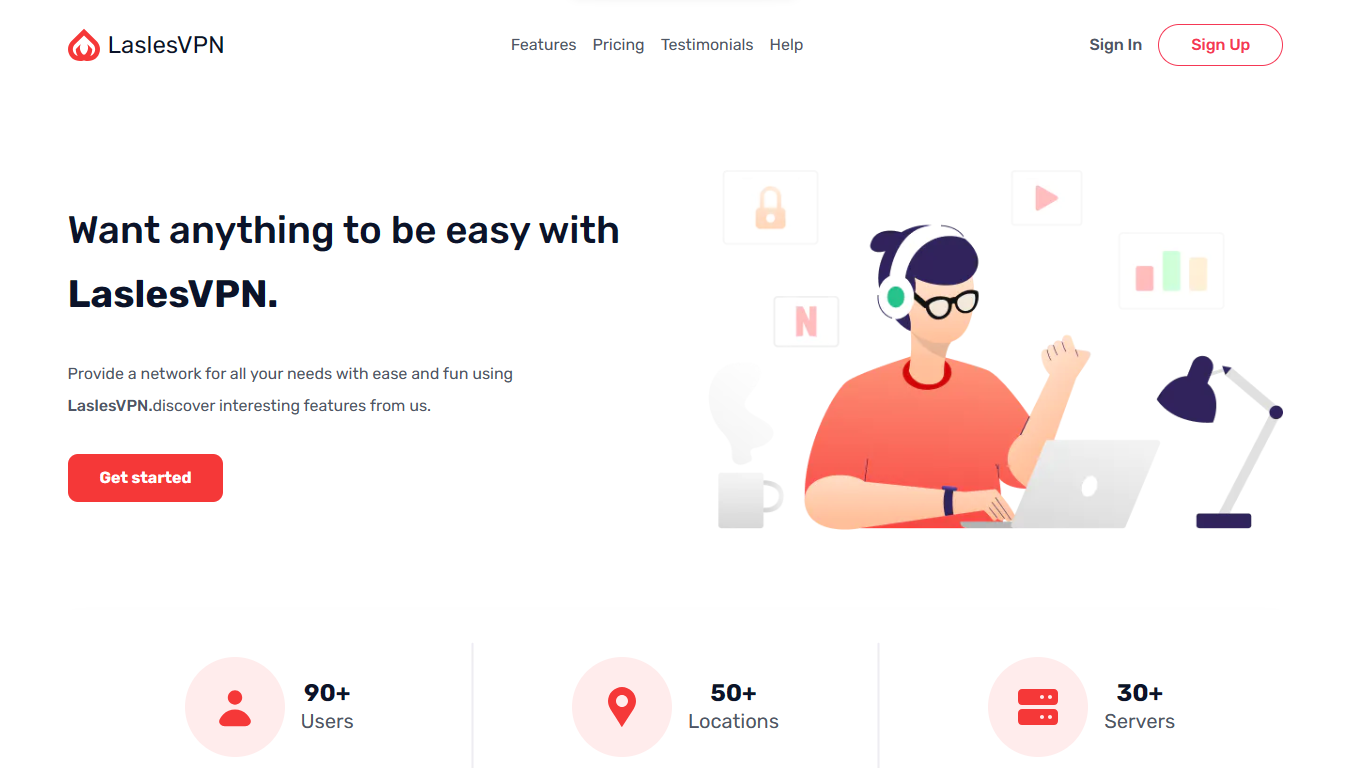 LaslesVPN
Features Pricing Testimonials Help
Sign In Sign Up
Want anything to be easy with
LaslesVPN.
Provide a network for all your needs with ease and fun using
LaslesVPN.discover interesting features from us.
Get started
N
90+
Users
50+
Locations
30+
Servers